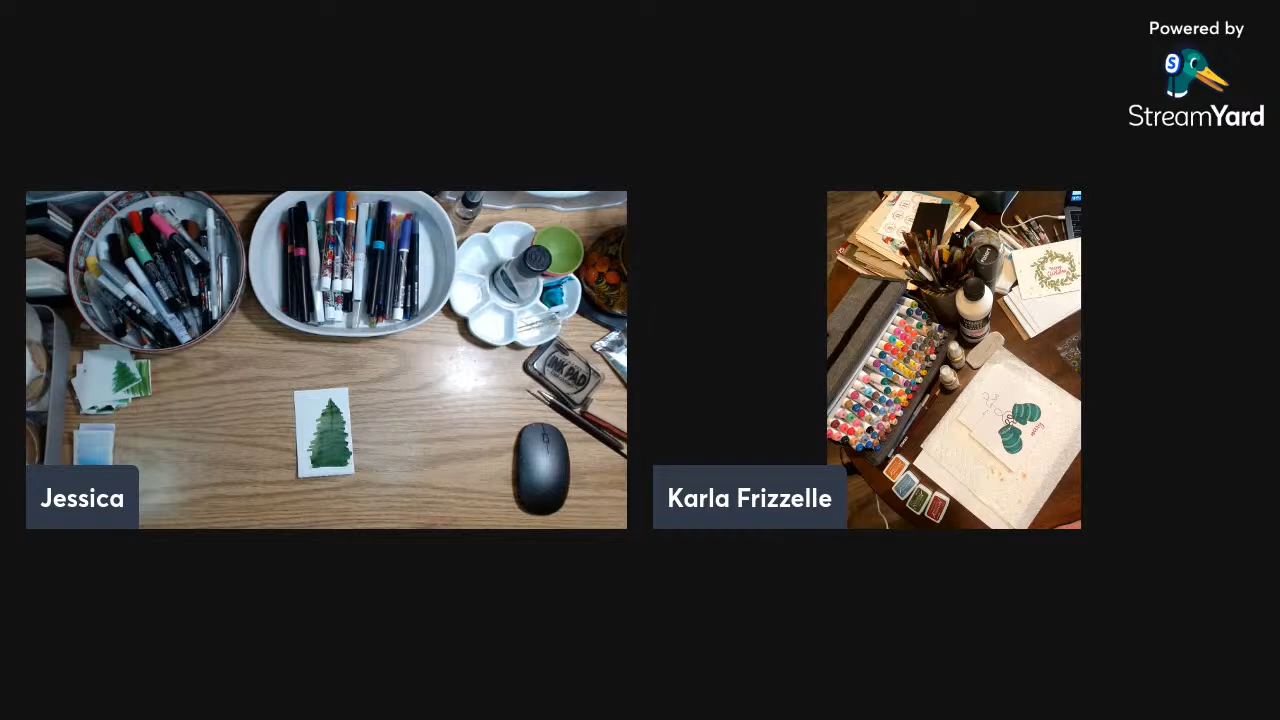 Powered by
S
StreamYard
INK PAD
Jessica
Karla Frizzelle